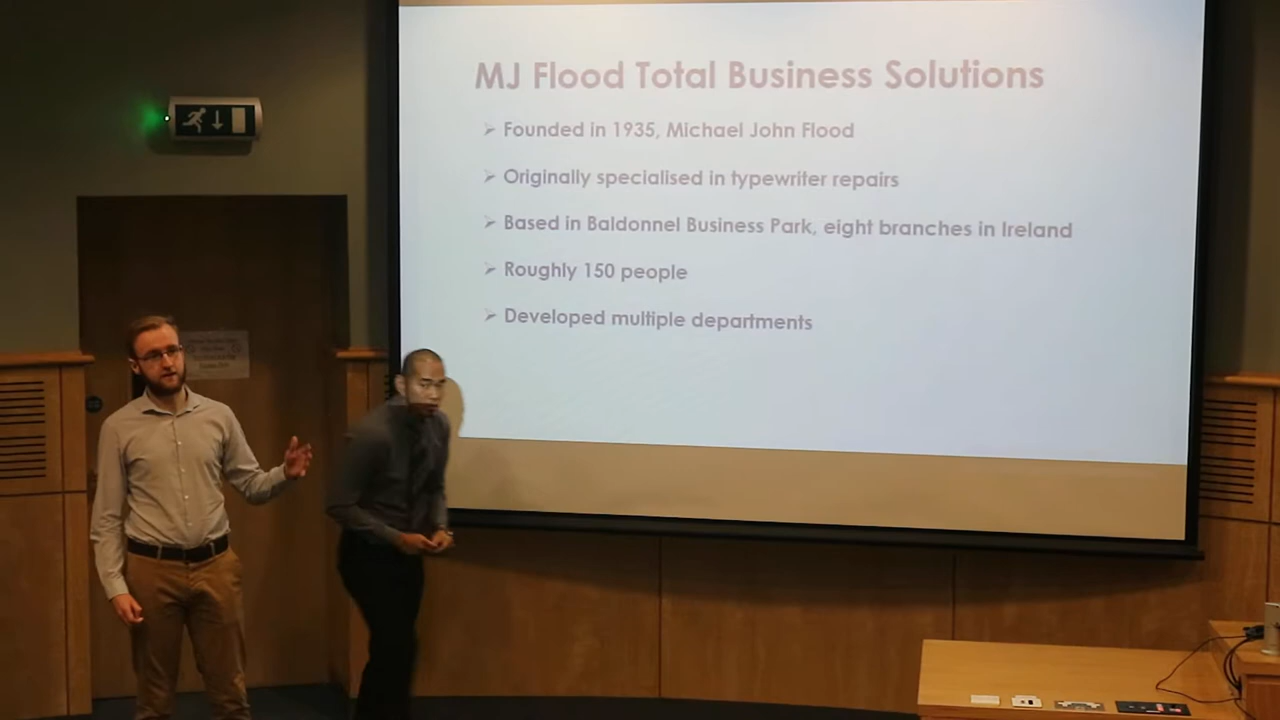 MJ Flood Total Business Solutions
➢ Founded in 1935, Michael John Flood
➢ Originally specialised in typewriter repairs
➢ Based in Baldonnel Business Park, eight branches in Ireland
➢ Roughly 150 people
➢ Developed multiple departments